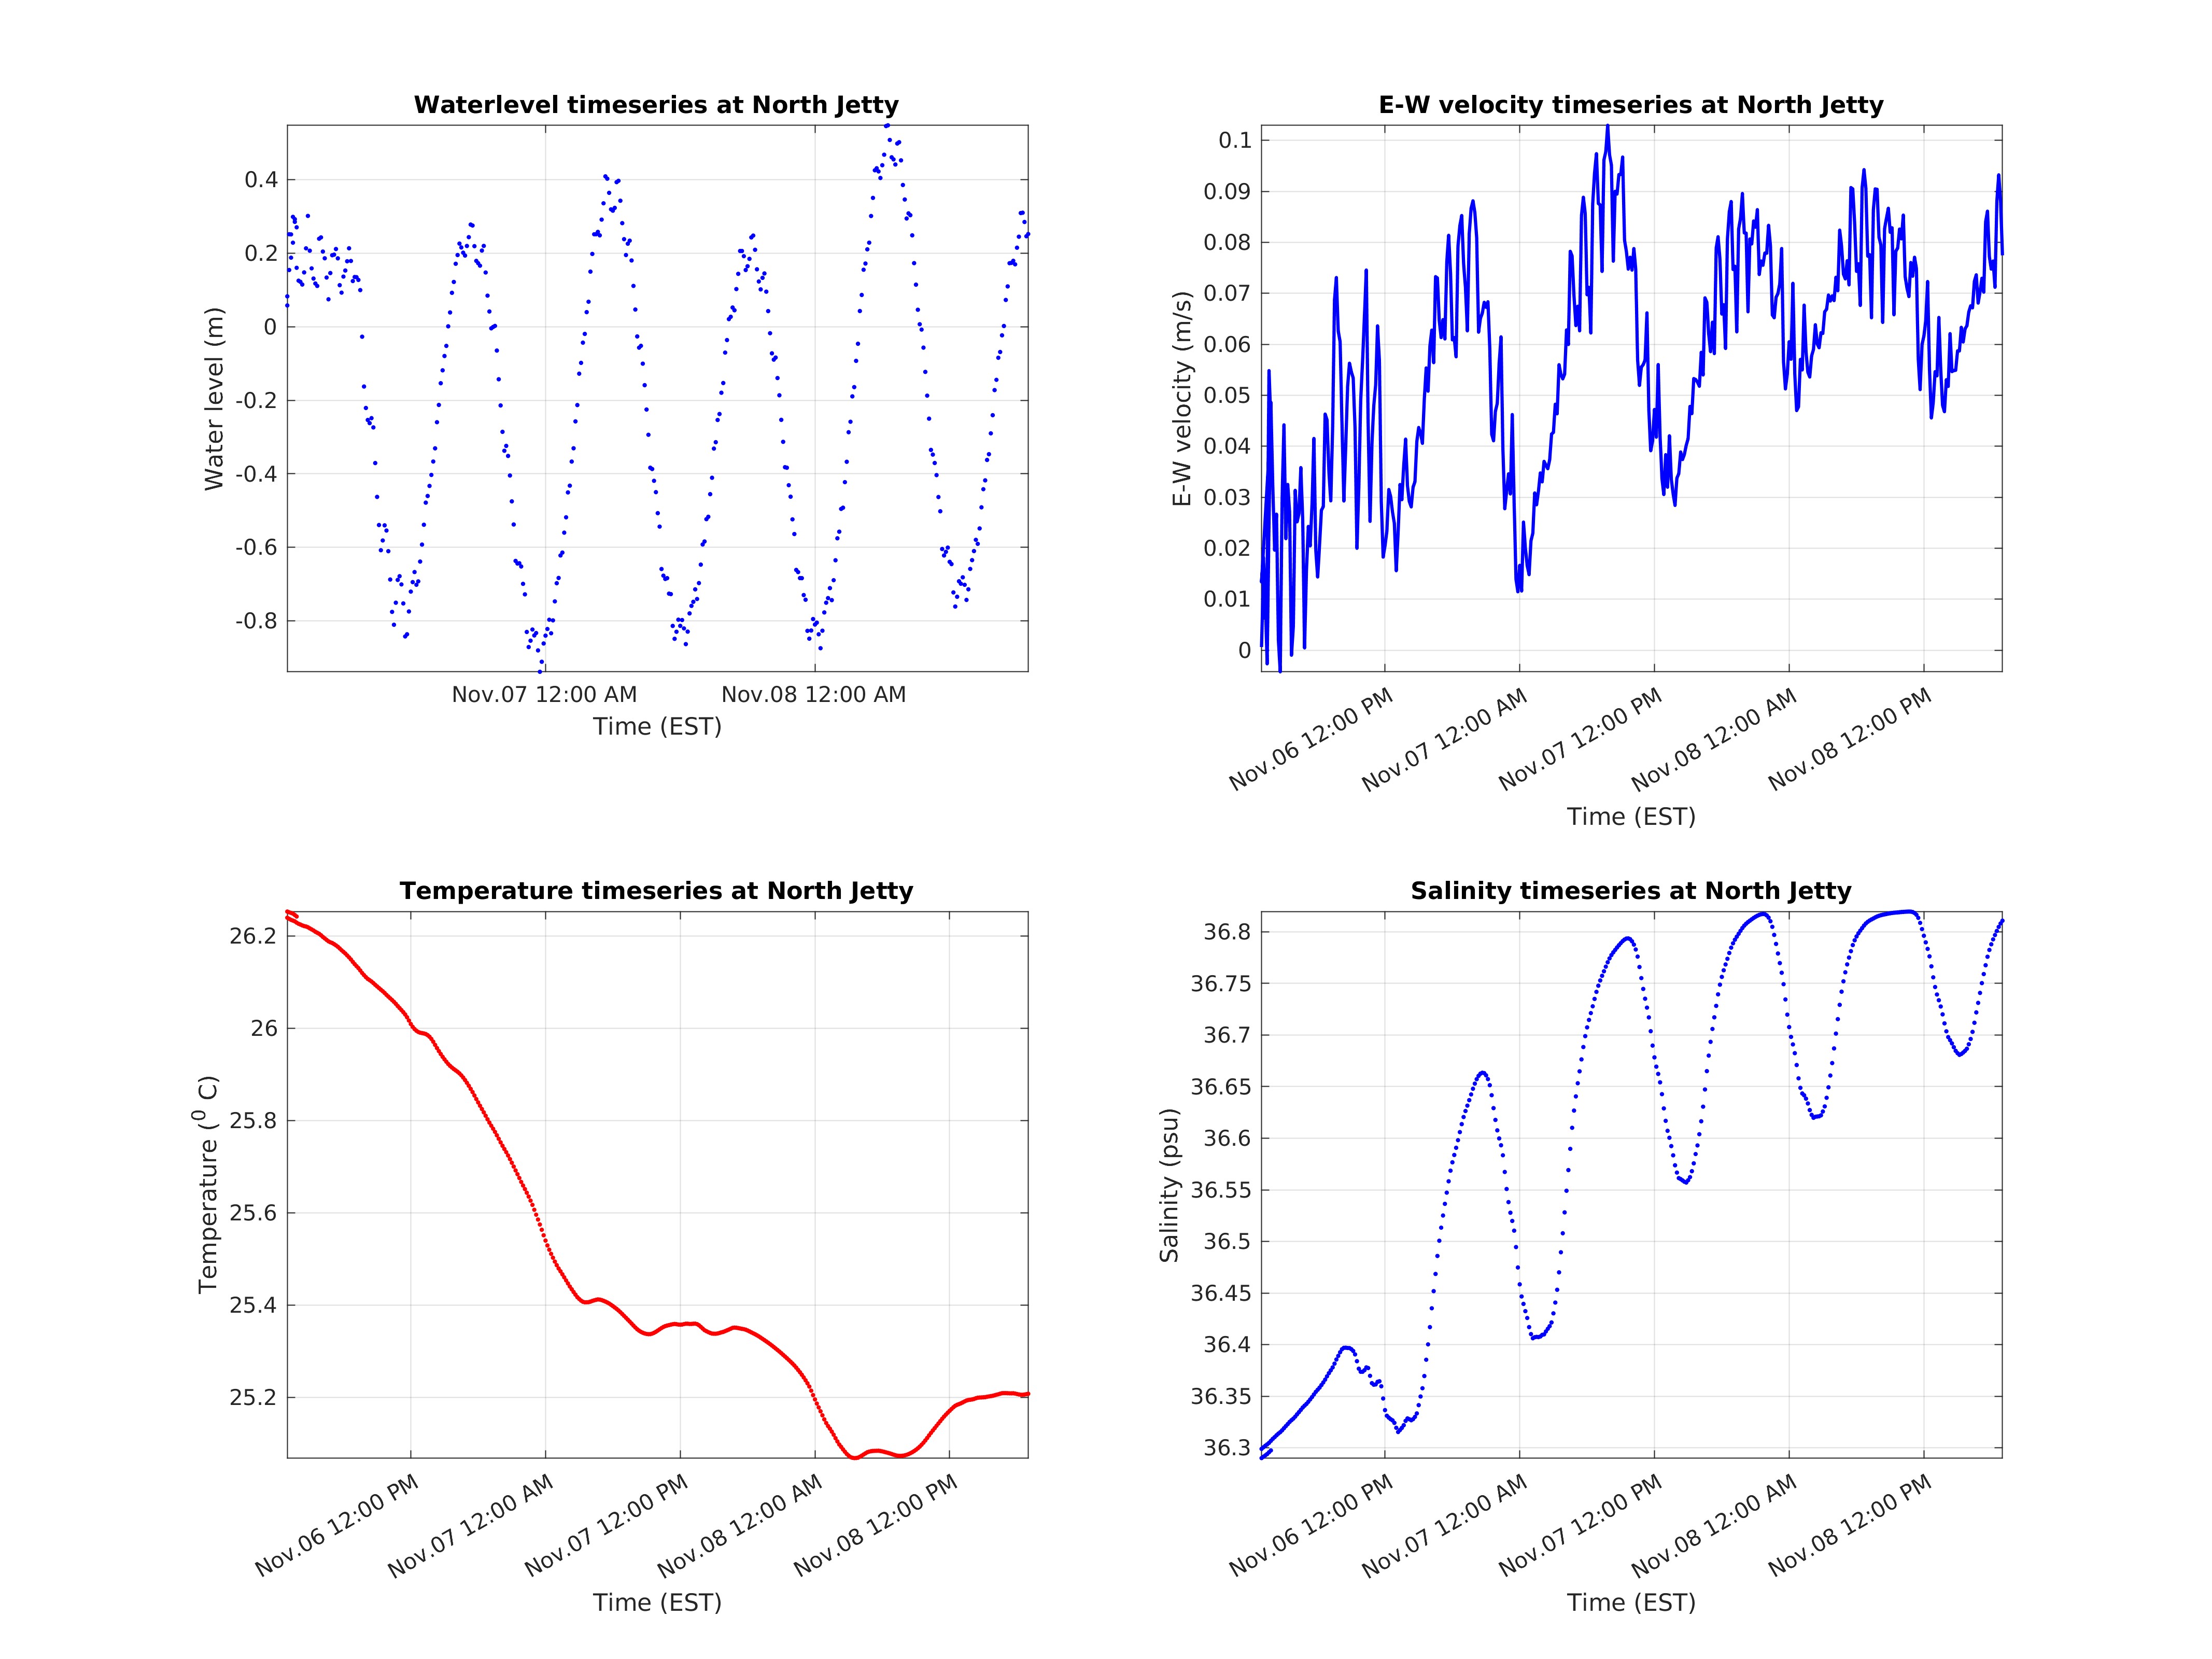 Waterlevel timeseries at North Jetty
0.4
0.2
0
-0.2
-0.4
-0.6
-0.8
Water level (m)
Nov.07 12:00 AM
Nov.08 12:00 AM
Time (EST)
E-W velocity timeseries at North Jetty
0.1
0.09
0.08
0.07
0.06
0.05
0.04
0.03
0.02
0.01
0
E-W velocity (m/s)
Nov.06 12:00 PM
Nov.07 12:00 AM
Nov.07 12:00 PM
Nov.08 12:00 AM
Nov.08 12:00 PM
Time (EST)
Temperature timeseries at North Jetty
26.2
26
25.8
25.6
25.4
25.2
Temperature (⁰ C)
Nov.06 12:00 PM
Nov.07 12:00 AM
Nov.07 12:00 PM
Nov.08 12:00 AM
Nov.08 12:00 PM
Time (EST)
Salinity timeseries at North Jetty
36.8
36.75
36.7
36.65
36.6
36.55
36.5
36.45
36.4
36.35
36.3
Salinity (psu)
Nov.06 12:00 PM
Nov.07 12:00 AM
Nov.07 12:00 PM
Nov.08 12:00 AM
Nov.08 12:00 PM
Time (EST)